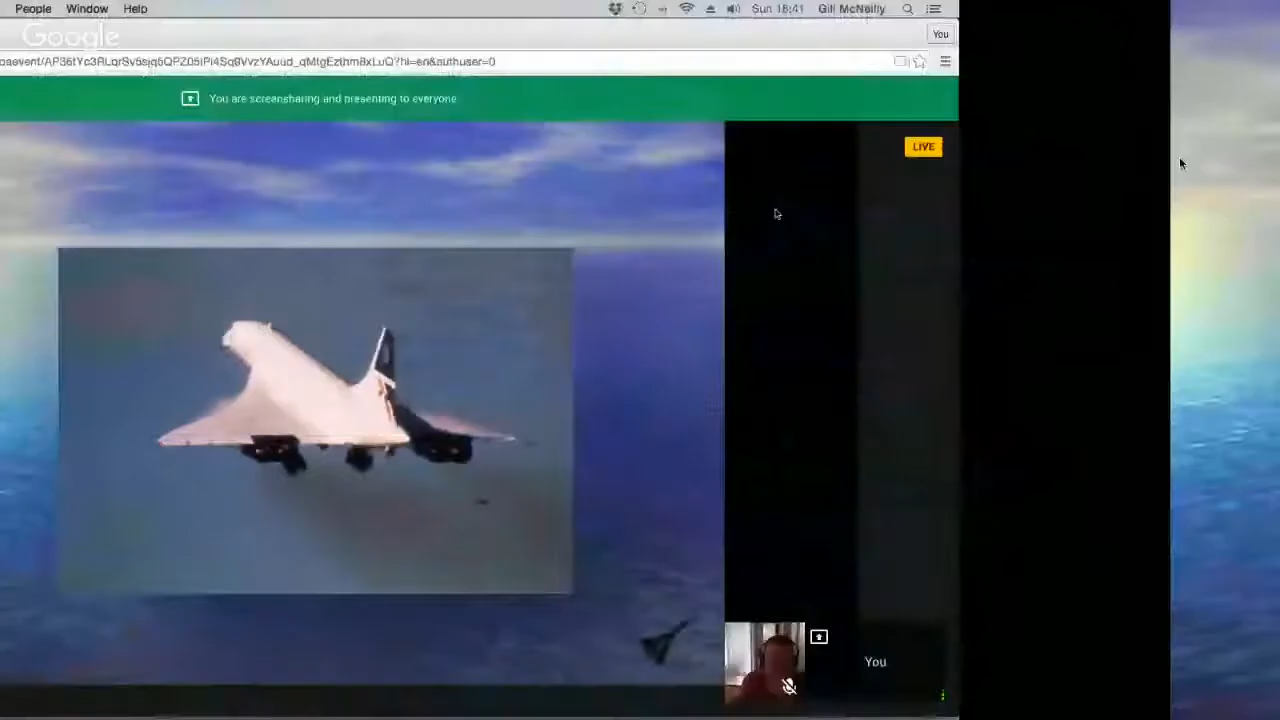 People Window Help Sun 18:41 Gill McNeilly
Google
You
You are screensharing and presenting to everyone
LIVE
You